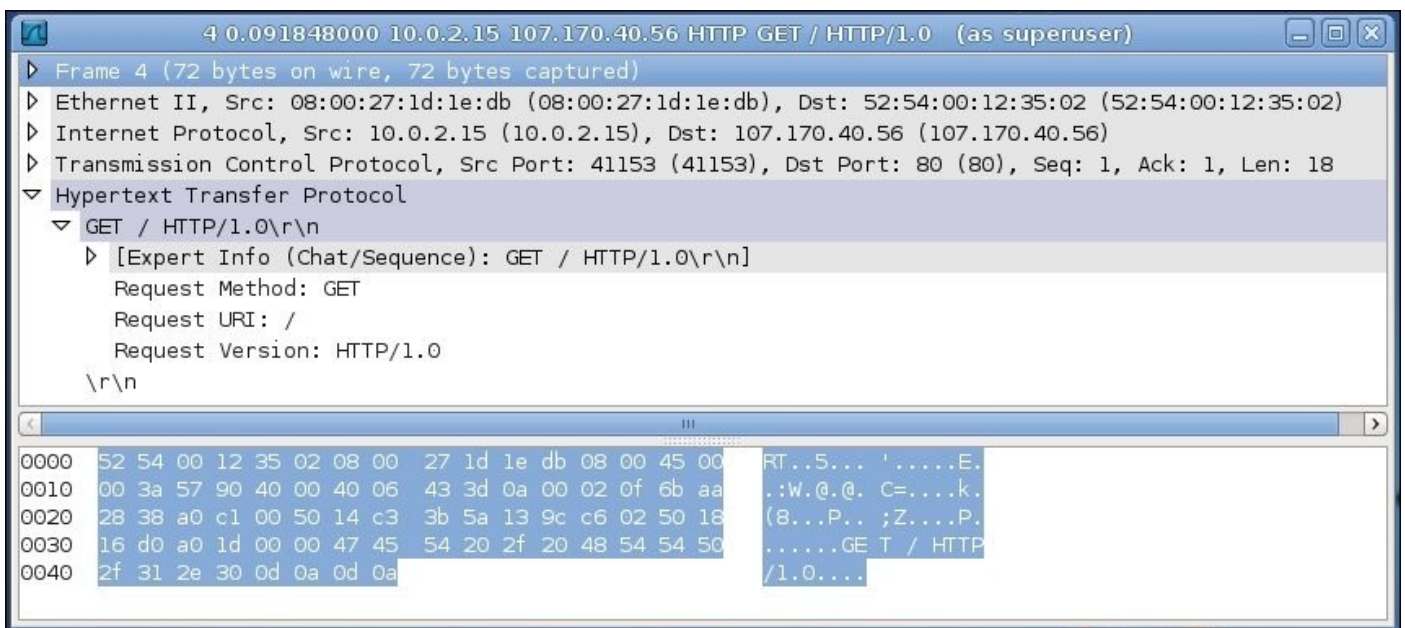 4 0.091848000 10.0.2.15 107.170.40.56 HTTP GET / HTTP/1.0 (as superuser)
Frame 4 (72 bytes on wire, 72 bytes captured)
Ethernet II, Src: 08:00:27:1d:1e:db (08:00:27:1d:1e:db), Dst: 52:54:00:12:35:02 (52:54:00:12:35:02)
Internet Protocol, Src: 10.0.2.15 (10.0.2.15), Dst: 107.170.40.56 (107.170.40.56)
Transmission Control Protocol, Src Port: 41153 (41153), Dst Port: 80 (80), Seq: 1, Ack: 1, Len: 18
Hypertext Transfer Protocol
GET / HTTP/1.0\r\n
[Expert Info (Chat/Sequence): GET / HTTP/1.0\r\n]
Request Method: GET
Request URI: /
Request Version: HTTP/1.0
\r\n
0000 52 54 00 12 35 02 08 00 27 1d 1e db 08 00 45 00 RT..5... '.....E.
0010 00 3a 57 90 40 00 40 06 43 3d 0a 00 02 0f 6b aa .:W.@.@. C=....k.
0020 28 38 a0 c1 00 50 14 c3 3b 5a 13 9c c6 02 50 18 (8...P.. ;Z....P.
0030 16 d0 a0 1d 00 00 47 45 54 20 2f 20 48 54 54 50 ......GE T / HTTP
0040 2f 31 2e 30 0d 0a 0d 0a /1.0....